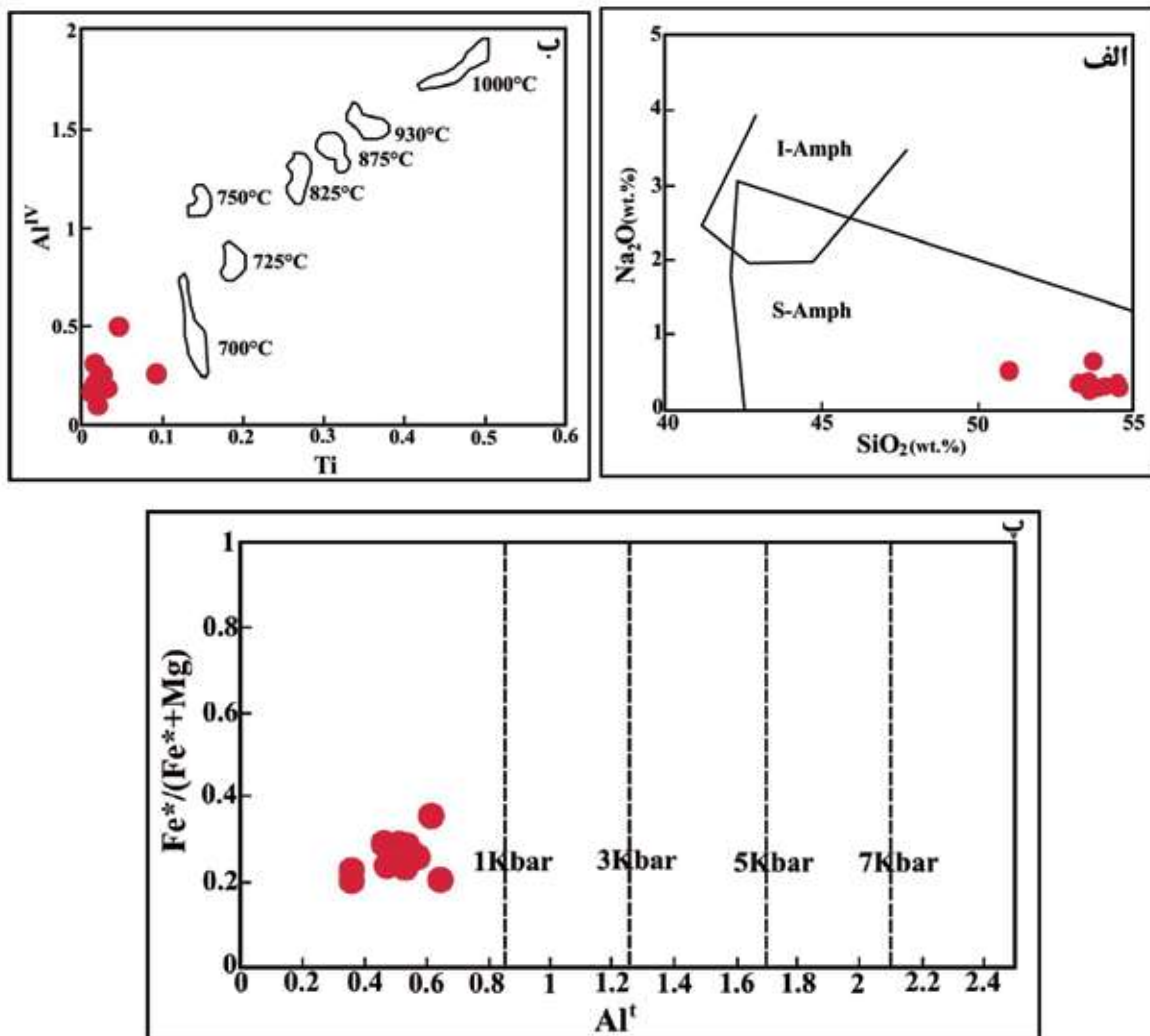 ب
2
1.5
1
0.5
0
Al^IV
1000°C
930°C
875°C
825°C
750°C
725°C
700°C
0 0.1 0.2 0.3 0.4 0.5 0.6
Ti
الف
5
4
3
2
1
0
Na₂O(wt.%)
I-Amph
S-Amph
40 45 50 55
SiO₂(wt.%)
پ
1
0.8
0.6
0.4
0.2
0
Fe*/(Fe*+Mg)
1Kbar 3Kbar 5Kbar 7Kbar
0 0.2 0.4 0.6 0.8 1 1.2 1.4 1.6 1.8 2 2.2 2.4
Al^t